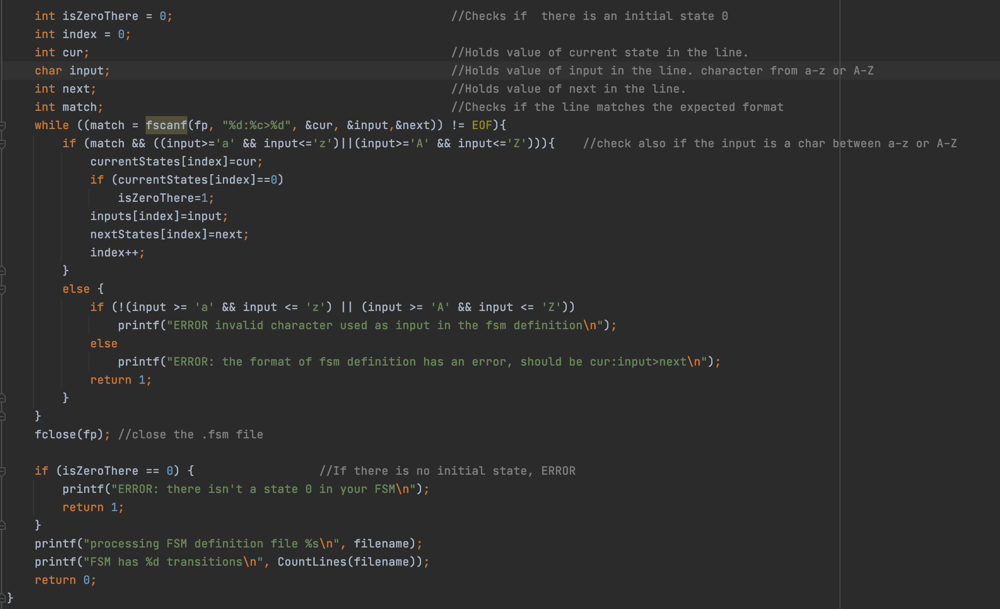 int isZeroThere = 0; //Checks if  there is an initial state 0
int index = 0;
int cur; //Holds value of current state in the line.
char input; //Holds value of input in the line. character from a-z or A-Z
int next; //Holds value of next in the line.
int match; //Checks if the line matches the expected format
while ((match = fscanf(fp, "%d:%c>%d", &cur, &input,&next)) != EOF){
if (match && ((input>='a' && input<='z')||(input>='A' && input<='Z'))){ //check also if the input is a char between a-z or A-Z
currentStates[index]=cur;
if (currentStates[index]==0)
isZeroThere=1;
inputs[index]=input;
nextStates[index]=next;
index++;
}
else {
if (!(input >= 'a' && input <= 'z') || (input >= 'A' && input <= 'Z'))
printf("ERROR invalid character used as input in the fsm definition\n");
else
printf("ERROR: the format of fsm definition has an error, should be cur:input>next\n");
return 1;
}
}
fclose(fp); //close the .fsm file
if (isZeroThere == 0) { //If there is no initial state, ERROR
printf("ERROR: there isn't a state 0 in your FSM\n");
return 1;
}
printf("processing FSM definition file %s\n", filename);
printf("FSM has %d transitions\n", CountLines(filename));
return 0;
}